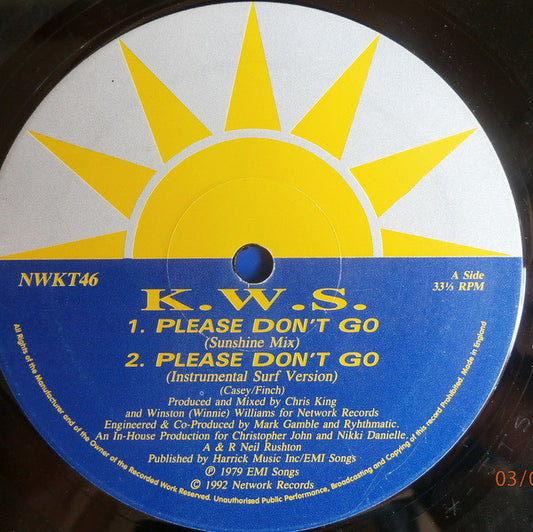 NWKT46
A Side
33⅓ RPM
K.W.S.
1. PLEASE DON'T GO
(Sunshine Mix)
2. PLEASE DON'T GO
(Instrumental Surf Version)
(Casey/Finch)
Produced and Mixed by Chris King
and Winston (Winnie) Williams for Network Records
Engineered & Co-Produced by Mark Gamble and Ryhthmatic.
An In-House Production for Christopher John and Nikki Danielle.
A & R Neil Rushton
Published by Harrick Music Inc/EMI Songs
℗ 1979 EMI Songs
© 1992 Network Records
All Rights of the Manufacturer and of the Owner of the Recorded Work Reserved. Unauthorised Public Performance, Broadcasting and Copying of this record Prohibited. Made in England
03/0